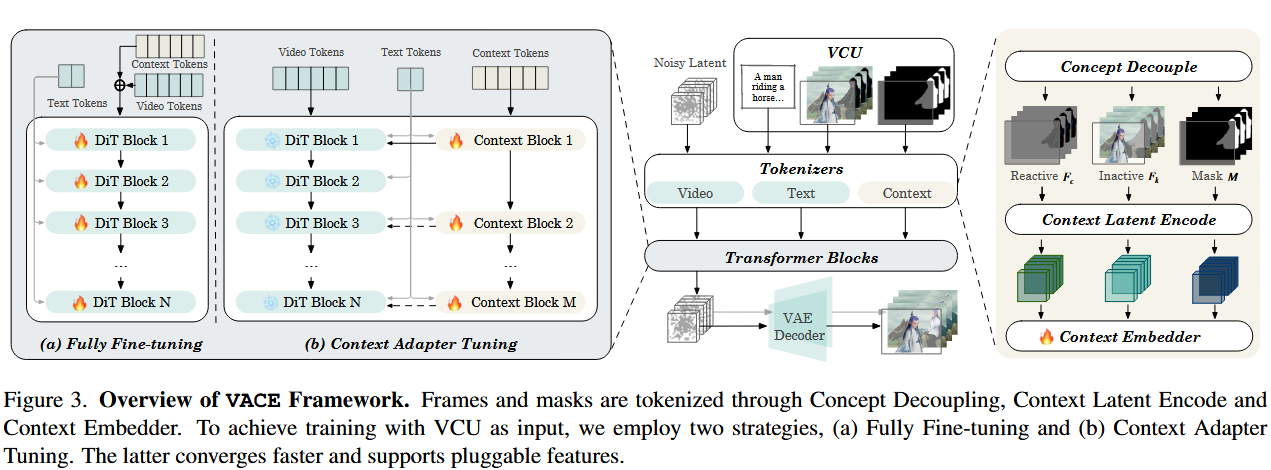 Context Tokens
Text Tokens
Video Tokens
DiT Block 1
DiT Block 2
DiT Block 3
...
DiT Block N
(a) Fully Fine-tuning
Video Tokens
Text Tokens
Context Tokens
DiT Block 1
Context Block 1
DiT Block 2
DiT Block 3
Context Block 2
...
...
DiT Block N
Context Block M
(b) Context Adapter Tuning
Noisy Latent
VCU
A man
riding a
horse...
Tokenizers
Video
Text
Context
Transformer Blocks
VAE
Decoder
Concept Decouple
Reactive Fc
Inactive Fk
Mask M
Context Latent Encode
Context Embedder
Figure 3. Overview of VACE Framework. Frames and masks are tokenized through Concept Decoupling, Context Latent Encode and
Context Embedder. To achieve training with VCU as input, we employ two strategies, (a) Fully Fine-tuning and (b) Context Adapter
Tuning. The latter converges faster and supports pluggable features.